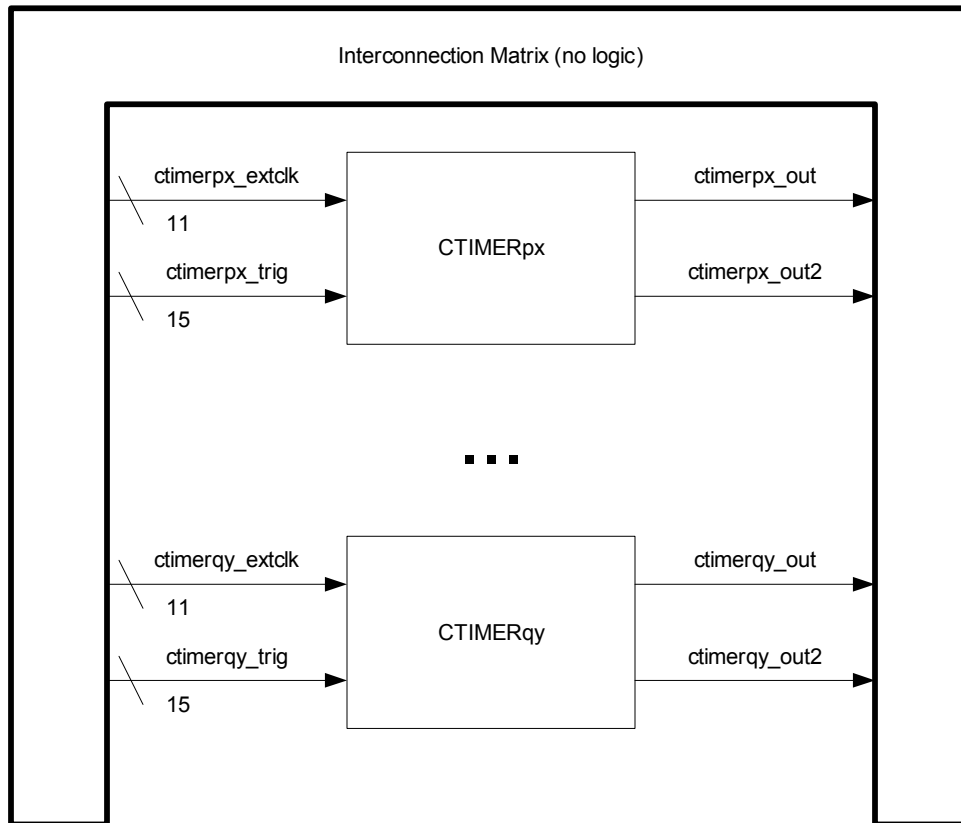 Interconnection Matrix (no logic)
ctimerpx_extclk
11
ctimerpx_trig
15
CTIMERpx
ctimerpx_out
ctimerpx_out2
...
ctimerqy_extclk
11
ctimerqy_trig
15
CTIMERqy
ctimerqy_out
ctimerqy_out2